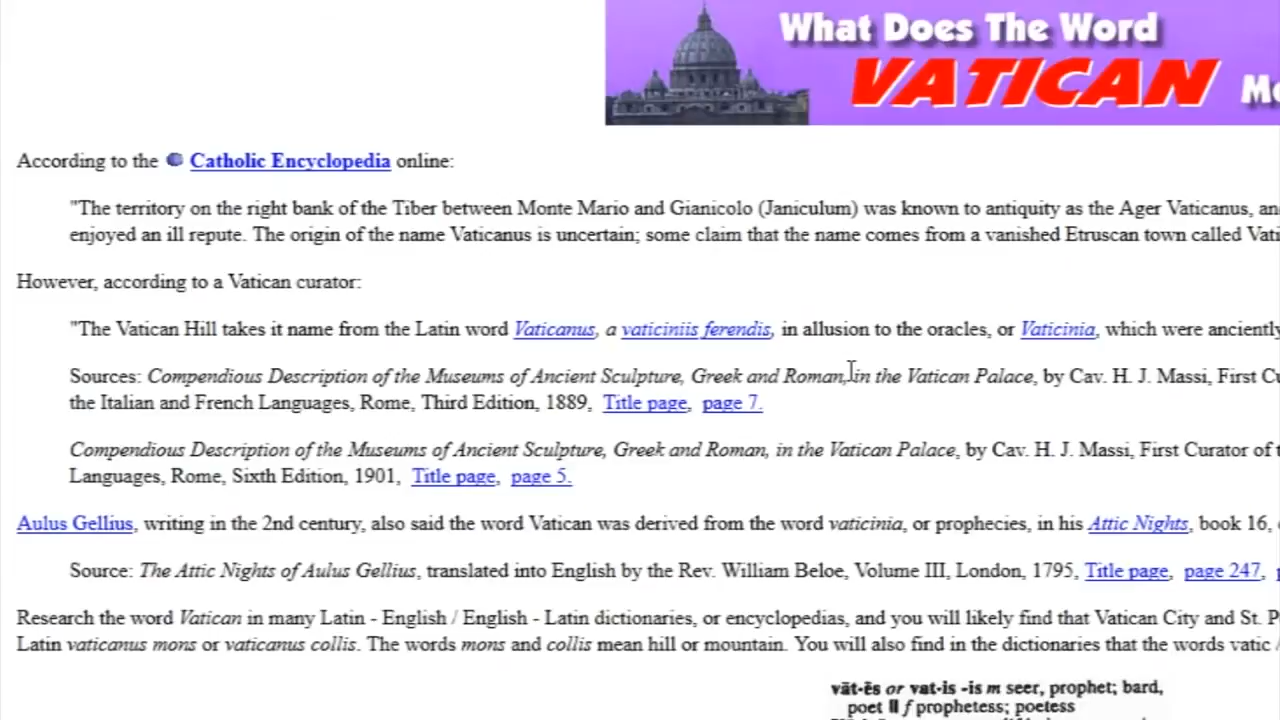 What Does The Word
VATICAN
According to the Catholic Encyclopedia online:
"The territory on the right bank of the Tiber between Monte Mario and Gianicolo (Janiculum) was known to antiquity as the Ager Vaticanus, an
enjoyed an ill repute. The origin of the name Vaticanus is uncertain; some claim that the name comes from a vanished Etruscan town called Vati
However, according to a Vatican curator:
"The Vatican Hill takes it name from the Latin word Vaticanus, a vaticiniis ferendis, in allusion to the oracles, or Vaticinia, which were anciently
Sources: Compendious Description of the Museums of Ancient Sculpture, Greek and Roman, in the Vatican Palace, by Cav. H. J. Massi, First Cu
the Italian and French Languages, Rome, Third Edition, 1889, Title page, page 7.
Compendious Description of the Museums of Ancient Sculpture, Greek and Roman, in the Vatican Palace, by Cav. H. J. Massi, First Curator of t
Languages, Rome, Sixth Edition, 1901, Title page, page 5.
Aulus Gellius, writing in the 2nd century, also said the word Vatican was derived from the word vaticinia, or prophecies, in his Attic Nights, book 16,
Source: The Attic Nights of Aulus Gellius, translated into English by the Rev. William Beloe, Volume III, London, 1795, Title page, page 247,
Research the word Vatican in many Latin - English / English - Latin dictionaries, or encyclopedias, and you will likely find that Vatican City and St. P
Latin vaticanus mons or vaticanus collis. The words mons and collis mean hill or mountain. You will also find in the dictionaries that the words vatic /
vāt·ēs or vat·is -is m seer, prophet; bard,
poet II f prophetess; poetess